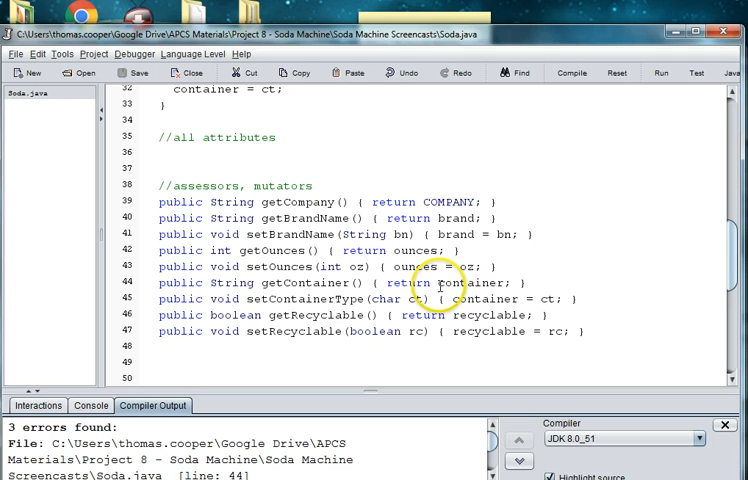 C:\Users\thomas.cooper\Google Drive\APCS Materials\Project 8 - Soda Machine\Soda Machine Screencasts\Soda.java
File Edit Tools Project Debugger Language Level Help
New Open Save Close Cut Copy Paste Undo Redo Find Compile Reset Run Test Java
Soda.java
32 container = ct;
33 }
34
35 //all attributes
36
37
38 //assessors, mutators
39 public String getCompany() { return COMPANY; }
40 public String getBrandName() { return brand; }
41 public void setBrandName(String bn) { brand = bn; }
42 public int getOunces() { return ounces; }
43 public void setOunces(int oz) { ounces = oz; }
44 public String getContainer() { return container; }
45 public void setContainerType(char ct) { container = ct; }
46 public boolean getRecyclable() { return recyclable; }
47 public void setRecyclable(boolean rc) { recyclable = rc; }
48
49
50
Interactions Console Compiler Output
3 errors found:
File: C:\Users\thomas.cooper\Google Drive\APCS
Materials\Project 8 - Soda Machine\Soda Machine
Screencasts\Soda.java [line: 44]
Compiler
JDK 8.0_51
Highlight source